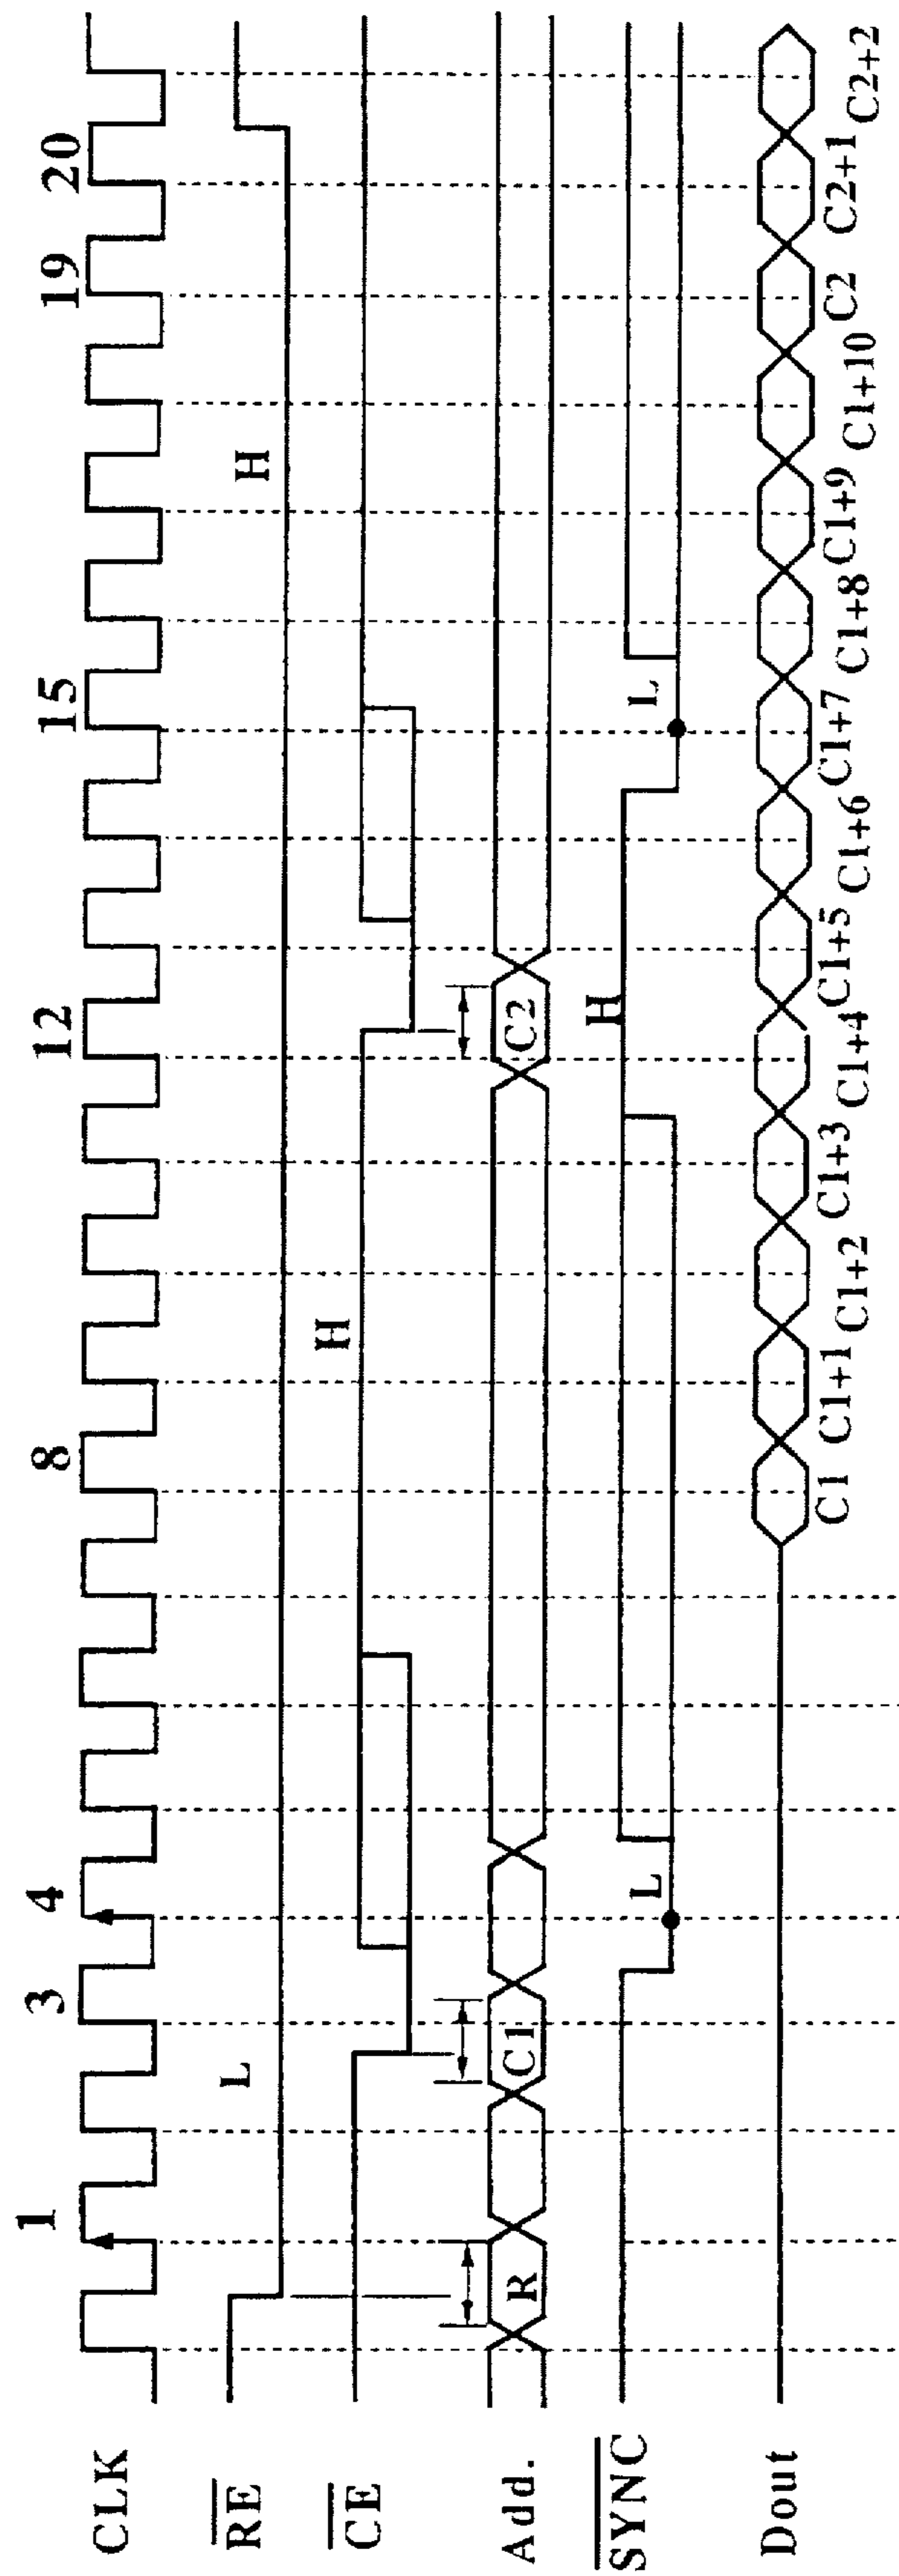 CLK 1 3 4 8 12 15 19 20
RE L H
CE H
Add. R C1 C2
SYNC L H L
Dout C1 C1+1 C1+2 C1+3 C1+4 C1+5 C1+6 C1+7 C1+8 C1+9 C1+10 C2 C2+1 C2+2